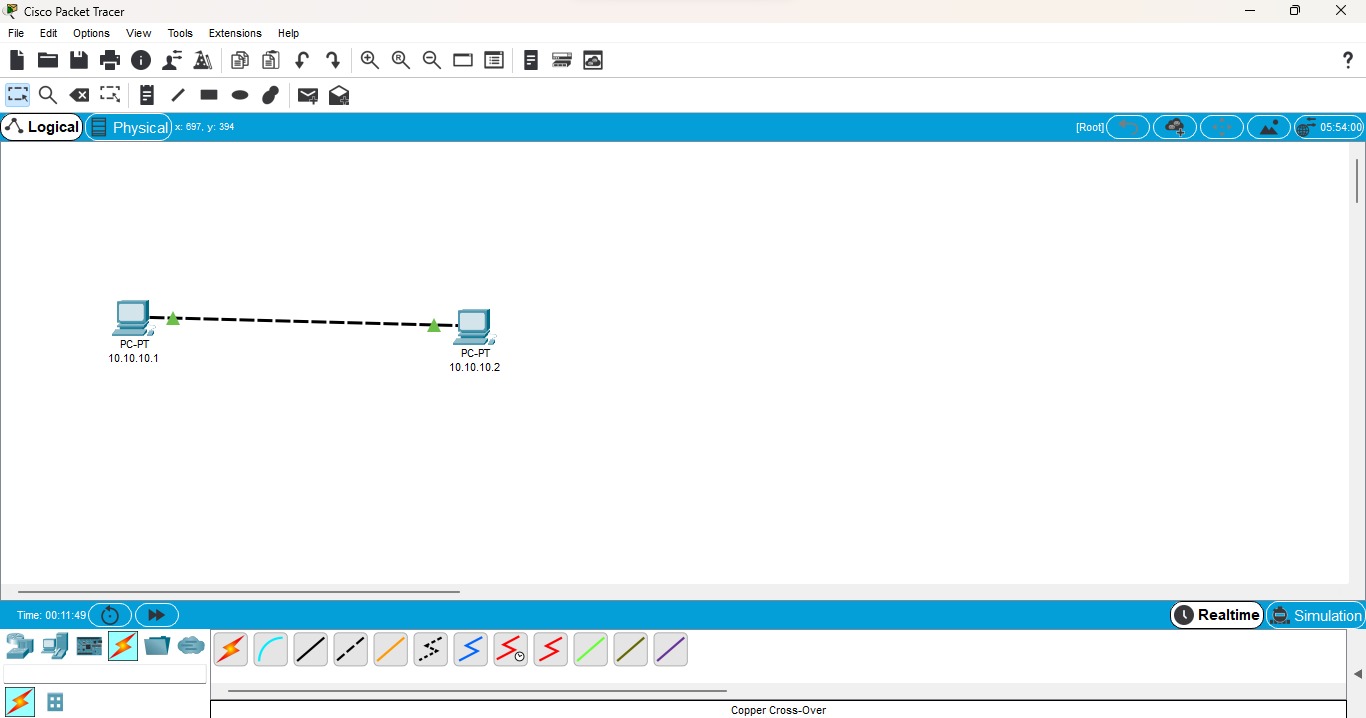 Cisco Packet Tracer
File Edit Options View Tools Extensions Help
Logical Physical x: 697, y: 394 [Root] 05:54:00
PC-PT
10.10.10.1
PC-PT
10.10.10.2
Time: 00:11:49 Realtime Simulation
Copper Cross-Over